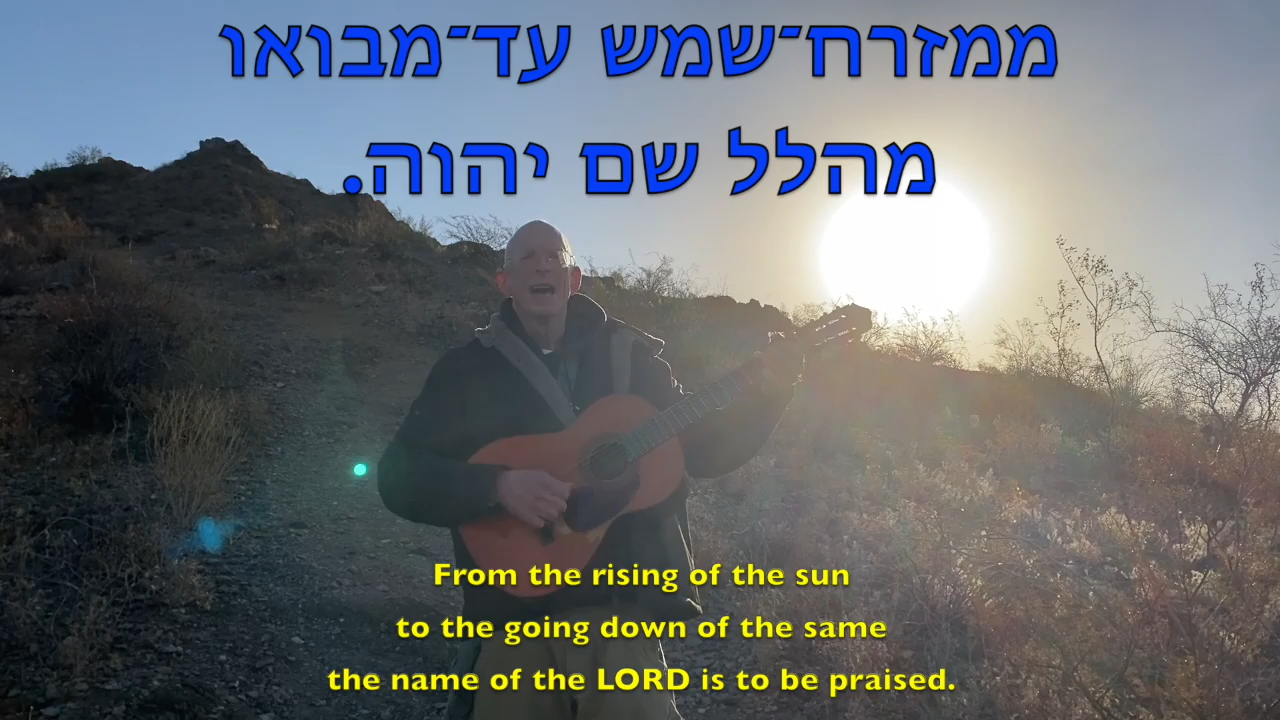 ממזרח־שמש עד־מבואו
מהלל שם יהוה.
From the rising of the sun
to the going down of the same
the name of the LORD is to be praised.